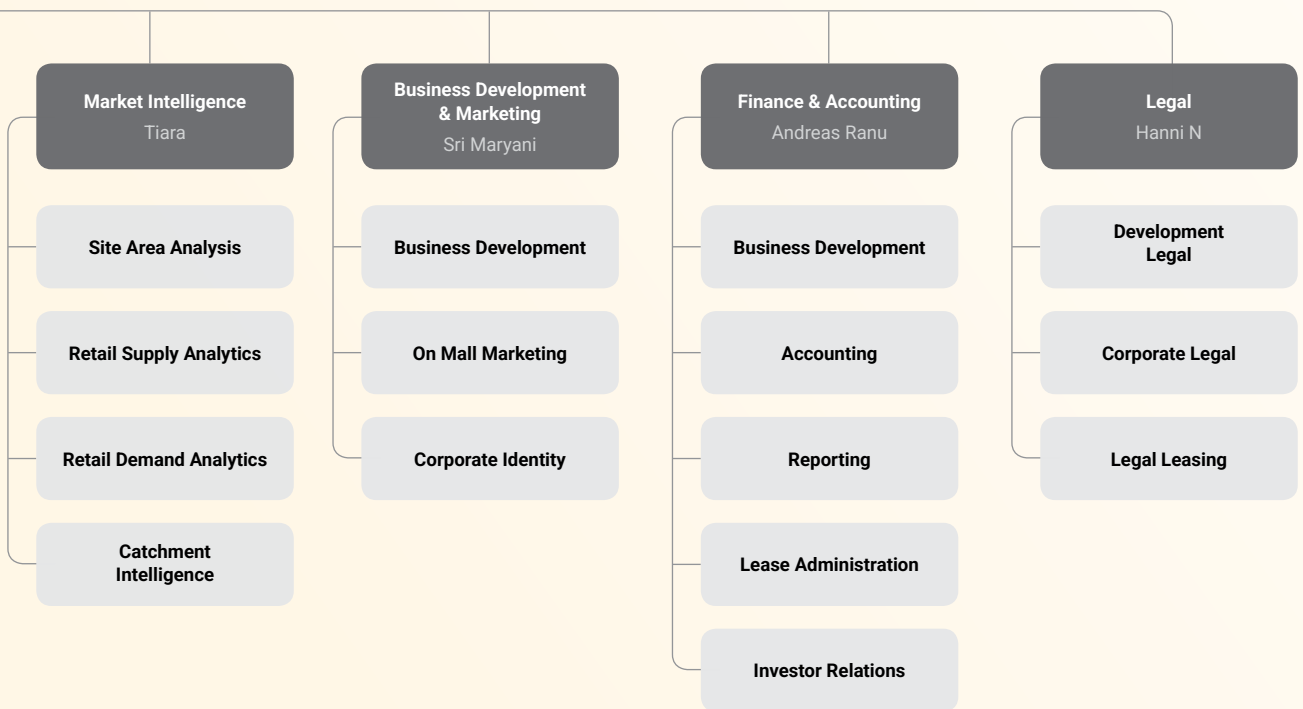 Market Intelligence
Tiara
Site Area Analysis
Retail Supply Analytics
Retail Demand Analytics
Catchment
Intelligence
Business Development
& Marketing
Sri Maryani
Business Development
On Mall Marketing
Corporate Identity
Finance & Accounting
Andreas Ranu
Business Development
Accounting
Reporting
Lease Administration
Investor Relations
Legal
Hanni N
Development
Legal
Corporate Legal
Legal Leasing